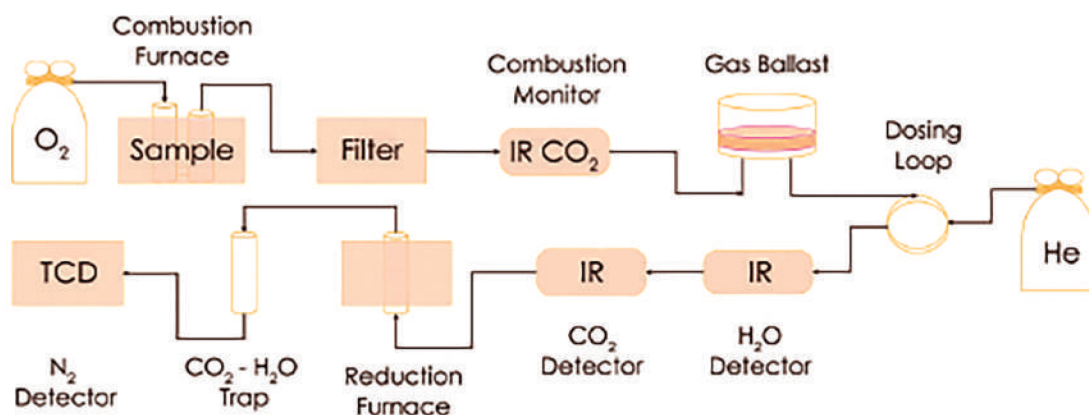 Combustion
Furnace
O₂
Sample
Filter
Combustion
Monitor
IR CO₂
Gas Ballast
Dosing
Loop
He
TCD
N₂
Detector
CO₂ - H₂O
Trap
Reduction
Furnace
IR
CO₂
Detector
IR
H₂O
Detector